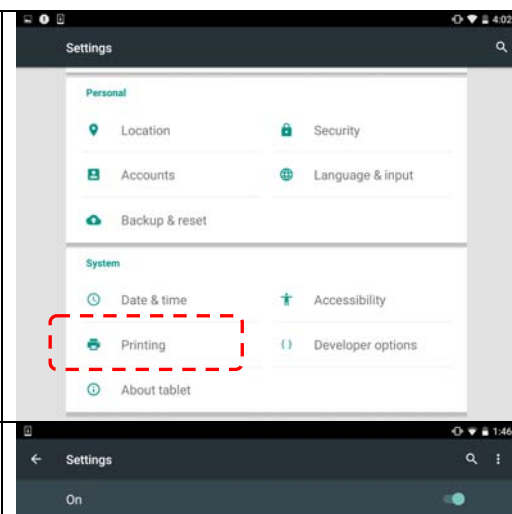 4:02
Settings
Personal
Location Security
Accounts Language & input
Backup & reset
System
Date & time Accessibility
Printing { } Developer options
About tablet
1:46
Settings
On